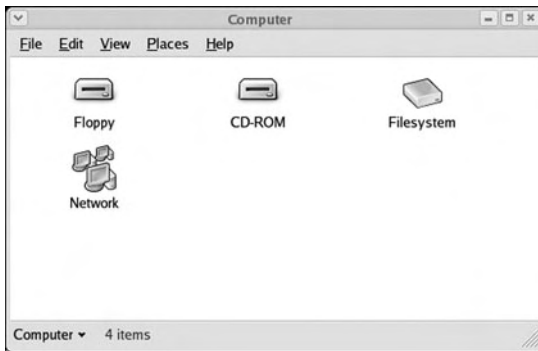 Computer
File Edit View Places Help
Floppy CD-ROM Filesystem
Network
Computer 4 items